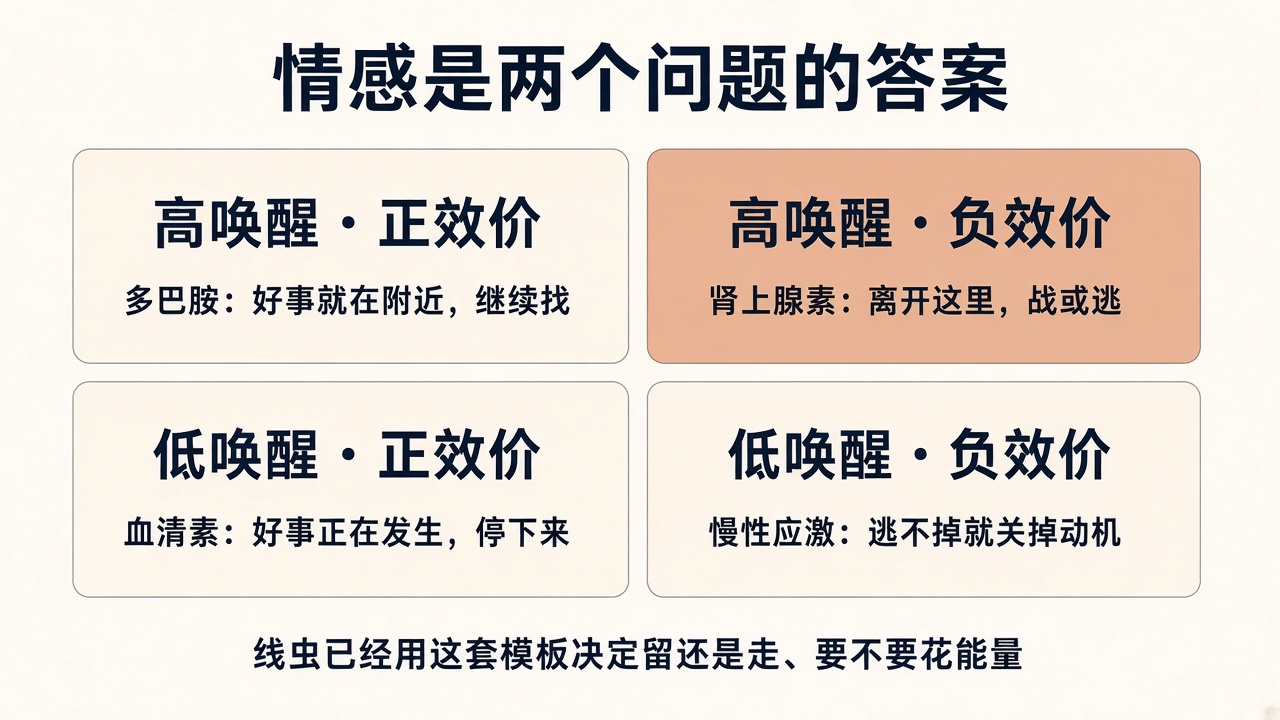 情感是两个问题的答案
高唤醒·正效价
多巴胺：好事就在附近，继续找
高唤醒·负效价
肾上腺素：离开这里，战或逃
低唤醒·正效价
血清素：好事正在发生，停下来
低唤醒·负效价
慢性应激：逃不掉就关掉动机
线虫已经用这套模板决定留还是走、要不要花能量